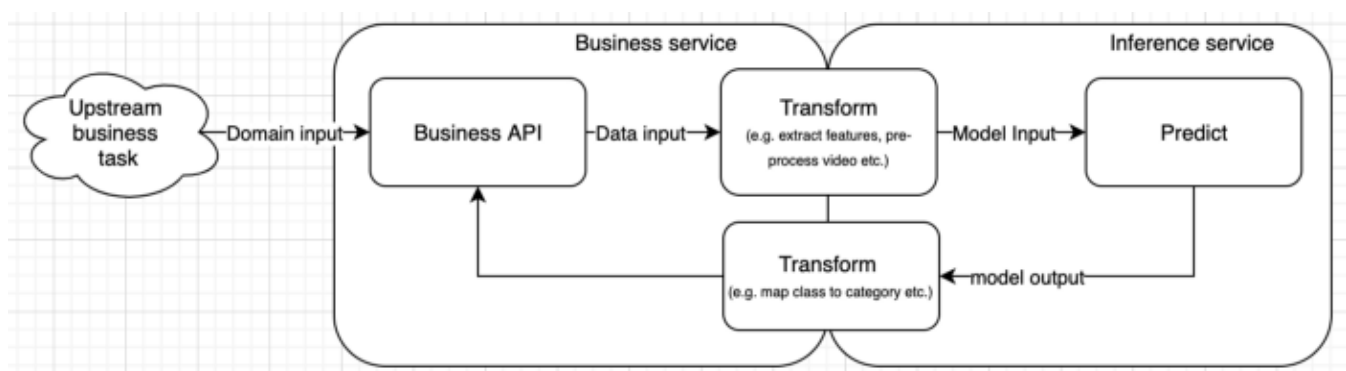 Business service
Inference service
Upstream
business
task
Domain input
Business API
Data input
Transform
(e.g. extract features, pre-
process video etc.)
Model Input
Predict
Transform
(e.g. map class to category etc.)
model output